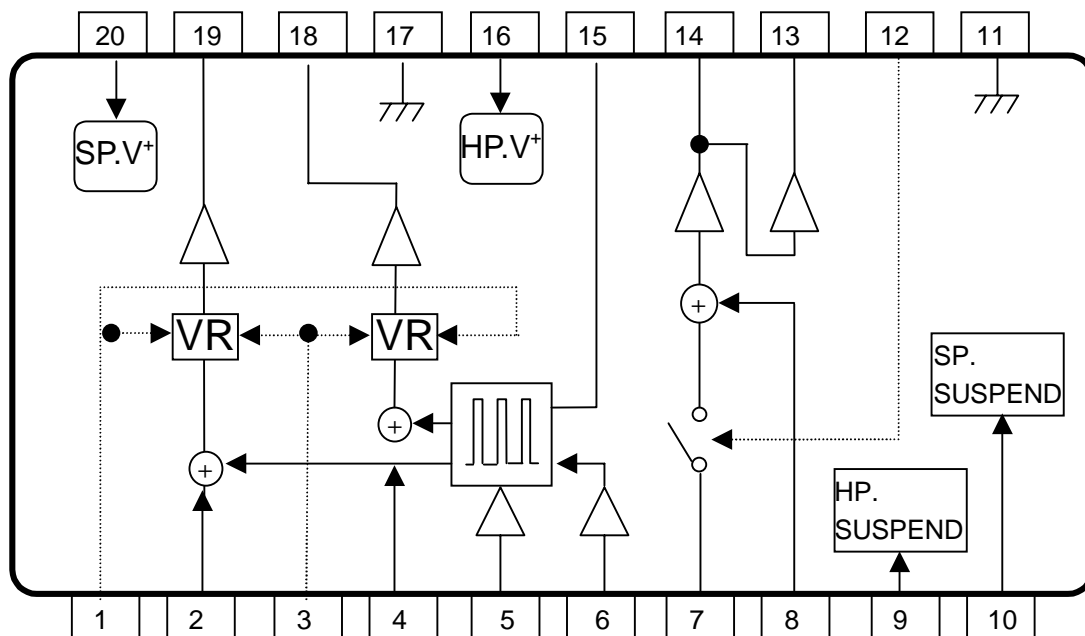 20 19 18 17 16 15 14 13 12 11
SP.V⁺
HP.V⁺
+
VR
VR
SP.
SUSPEND
+
+
HP.
SUSPEND
1 2 3 4 5 6 7 8 9 10